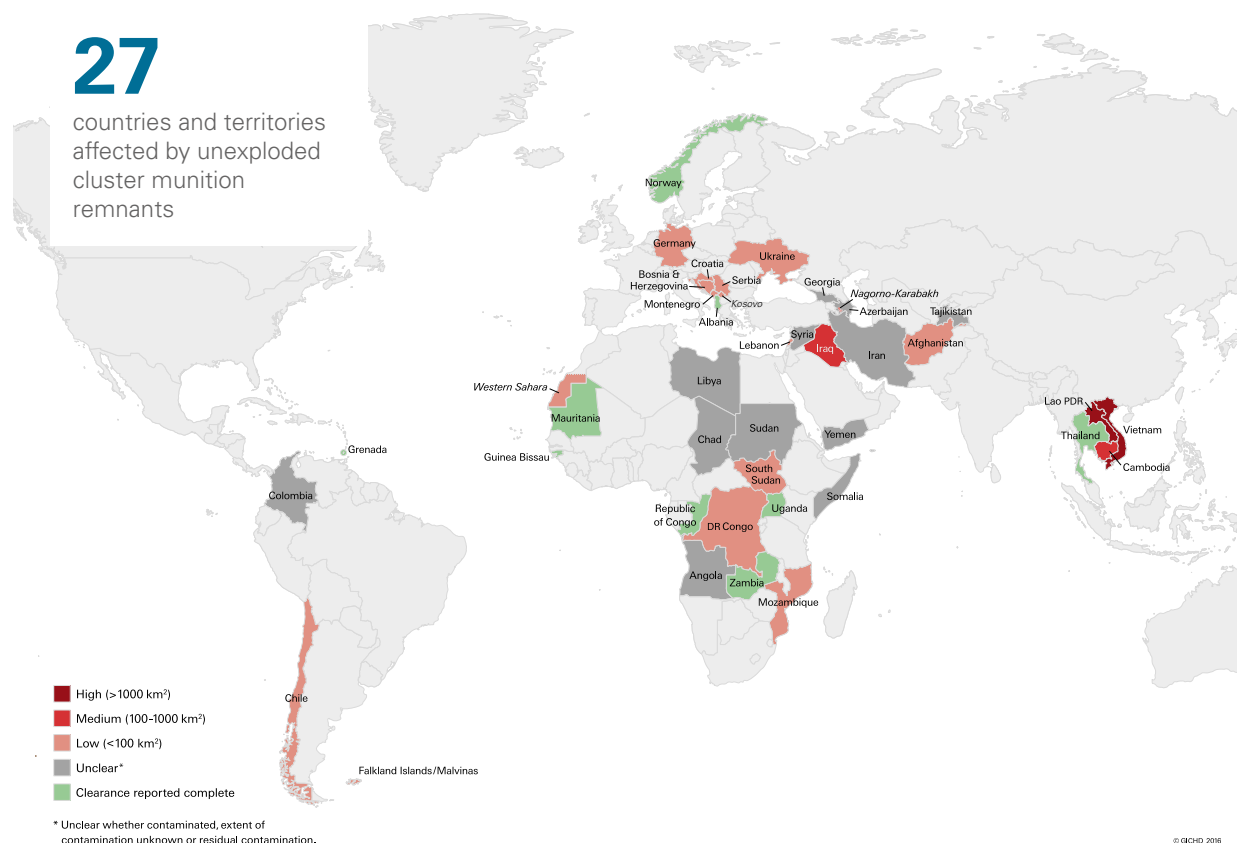 27
countries and territories
affected by unexploded
cluster munition
remnants
Norway
Germany
Ukraine
Croatia
Bosnia &
Herzegovina
Serbia
Montenegro
Kosovo
Albania
Georgia
Nagorno-Karabakh
Azerbaijan
Tajikistan
Syria
Lebanon
Iraq
Iran
Afghanistan
Western Sahara
Mauritania
Libya
Chad
Sudan
Yemen
Lao PDR
Thailand
Vietnam
Cambodia
Grenada
Guinea Bissau
Colombia
South
Sudan
Somalia
Republic
of Congo
DR Congo
Uganda
Angola
Zambia
Mozambique
Chile
Falkland Islands/Malvinas
High (>1000 km²)
Medium (100-1000 km²)
Low (<100 km²)
Unclear*
Clearance reported complete
* Unclear whether contaminated, extent of
contamination unknown or residual contamination.
© GICHD 2016